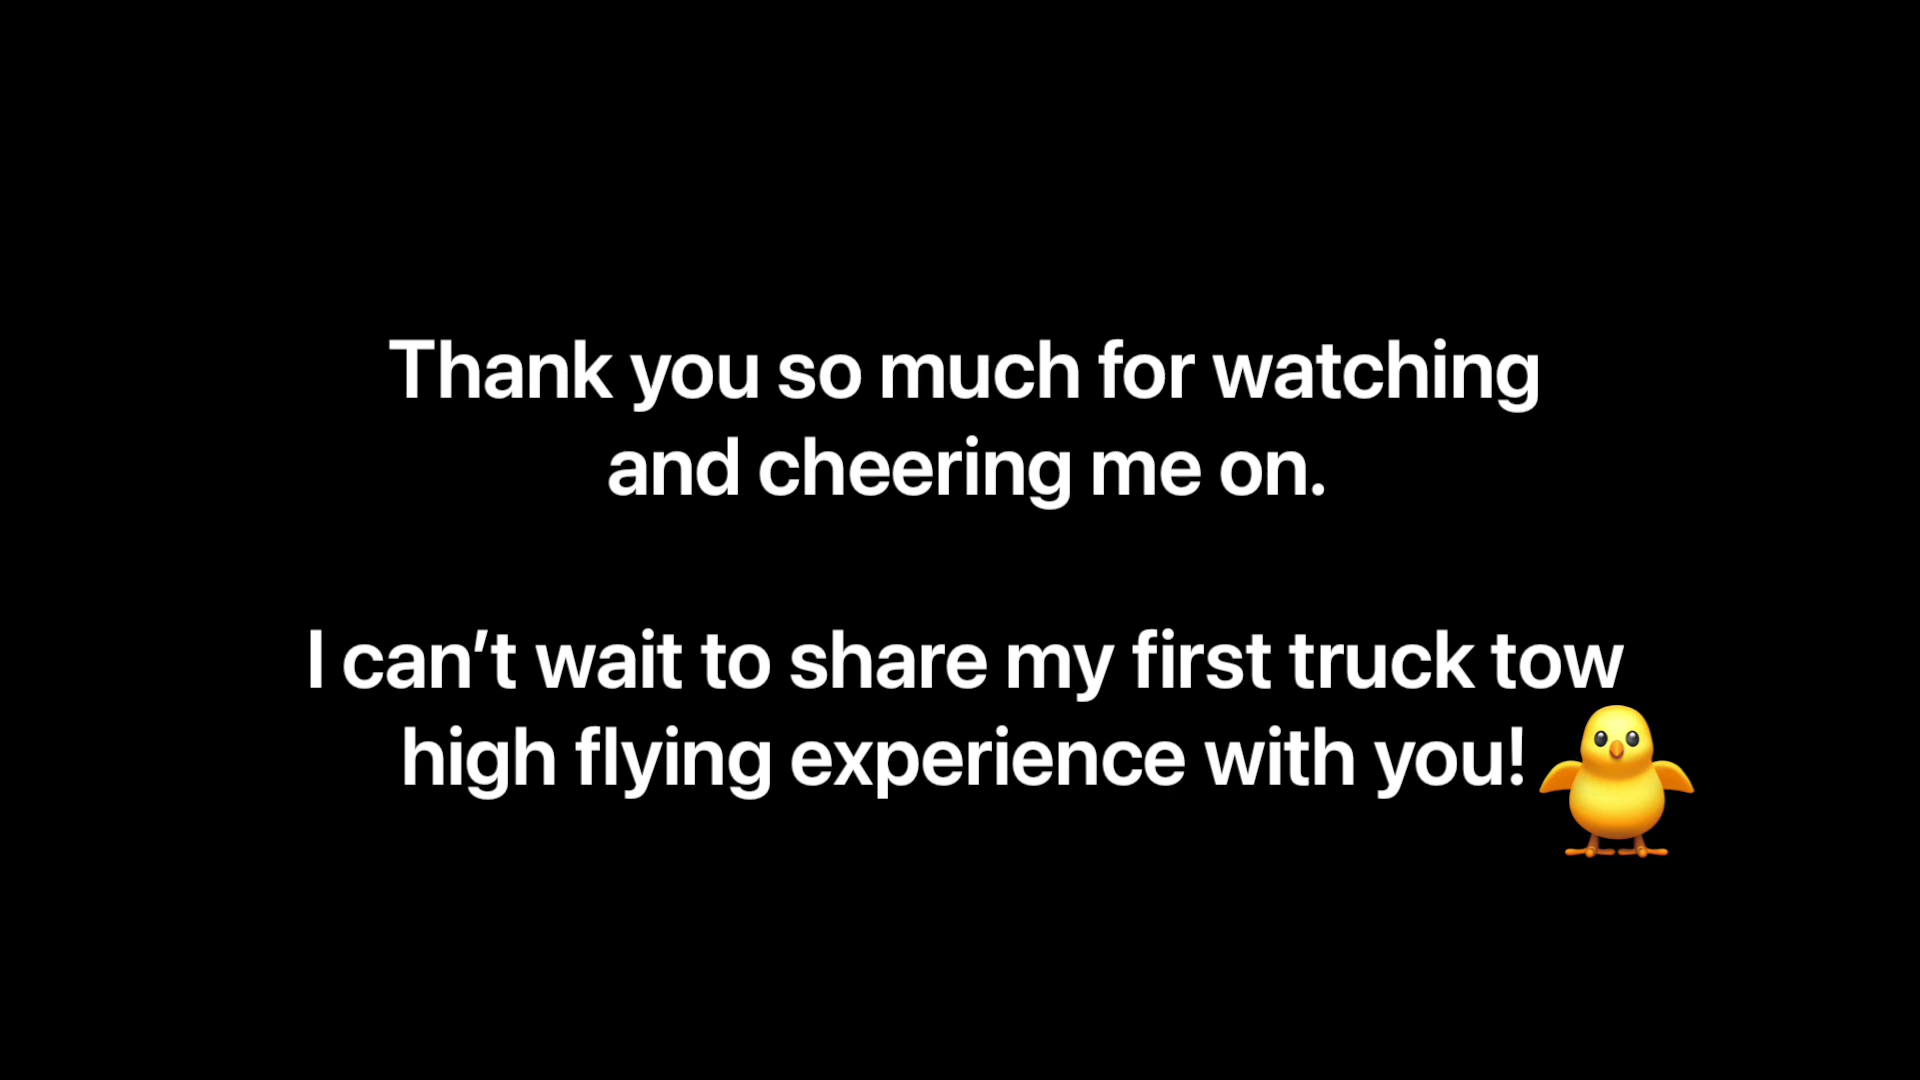 Thank you so much for watching
and cheering me on.
I can’t wait to share my first truck tow
high flying experience with you!